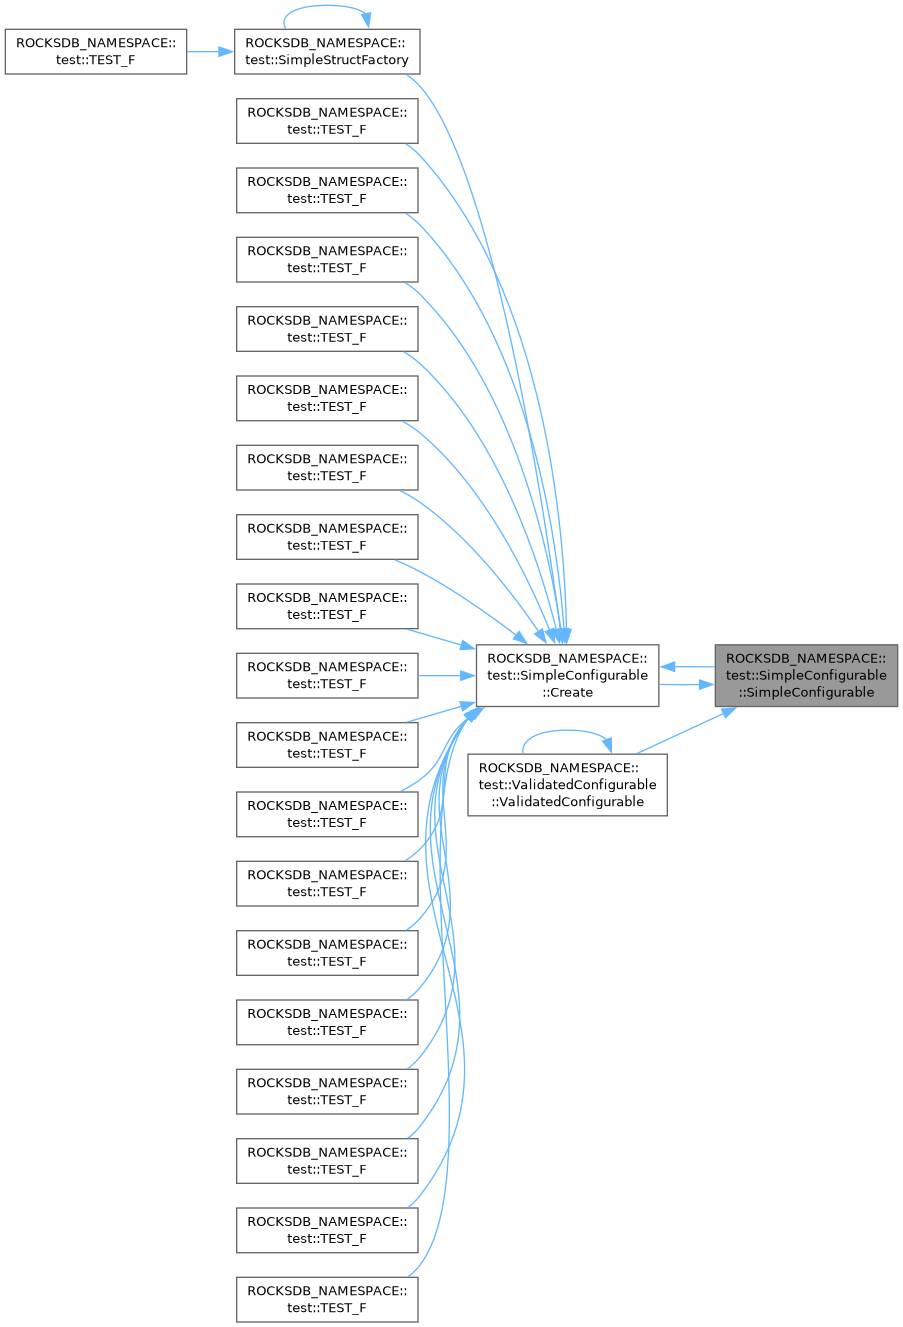 ROCKSDB_NAMESPACE::
test::TEST_F
ROCKSDB_NAMESPACE::
test::SimpleStructFactory
ROCKSDB_NAMESPACE::
test::TEST_F
ROCKSDB_NAMESPACE::
test::TEST_F
ROCKSDB_NAMESPACE::
test::TEST_F
ROCKSDB_NAMESPACE::
test::TEST_F
ROCKSDB_NAMESPACE::
test::TEST_F
ROCKSDB_NAMESPACE::
test::TEST_F
ROCKSDB_NAMESPACE::
test::TEST_F
ROCKSDB_NAMESPACE::
test::TEST_F
ROCKSDB_NAMESPACE::
test::TEST_F
ROCKSDB_NAMESPACE::
test::SimpleConfigurable
::Create
ROCKSDB_NAMESPACE::
test::SimpleConfigurable
::SimpleConfigurable
ROCKSDB_NAMESPACE::
test::TEST_F
ROCKSDB_NAMESPACE::
test::ValidatedConfigurable
::ValidatedConfigurable
ROCKSDB_NAMESPACE::
test::TEST_F
ROCKSDB_NAMESPACE::
test::TEST_F
ROCKSDB_NAMESPACE::
test::TEST_F
ROCKSDB_NAMESPACE::
test::TEST_F
ROCKSDB_NAMESPACE::
test::TEST_F
ROCKSDB_NAMESPACE::
test::TEST_F
ROCKSDB_NAMESPACE::
test::TEST_F
ROCKSDB_NAMESPACE::
test::TEST_F